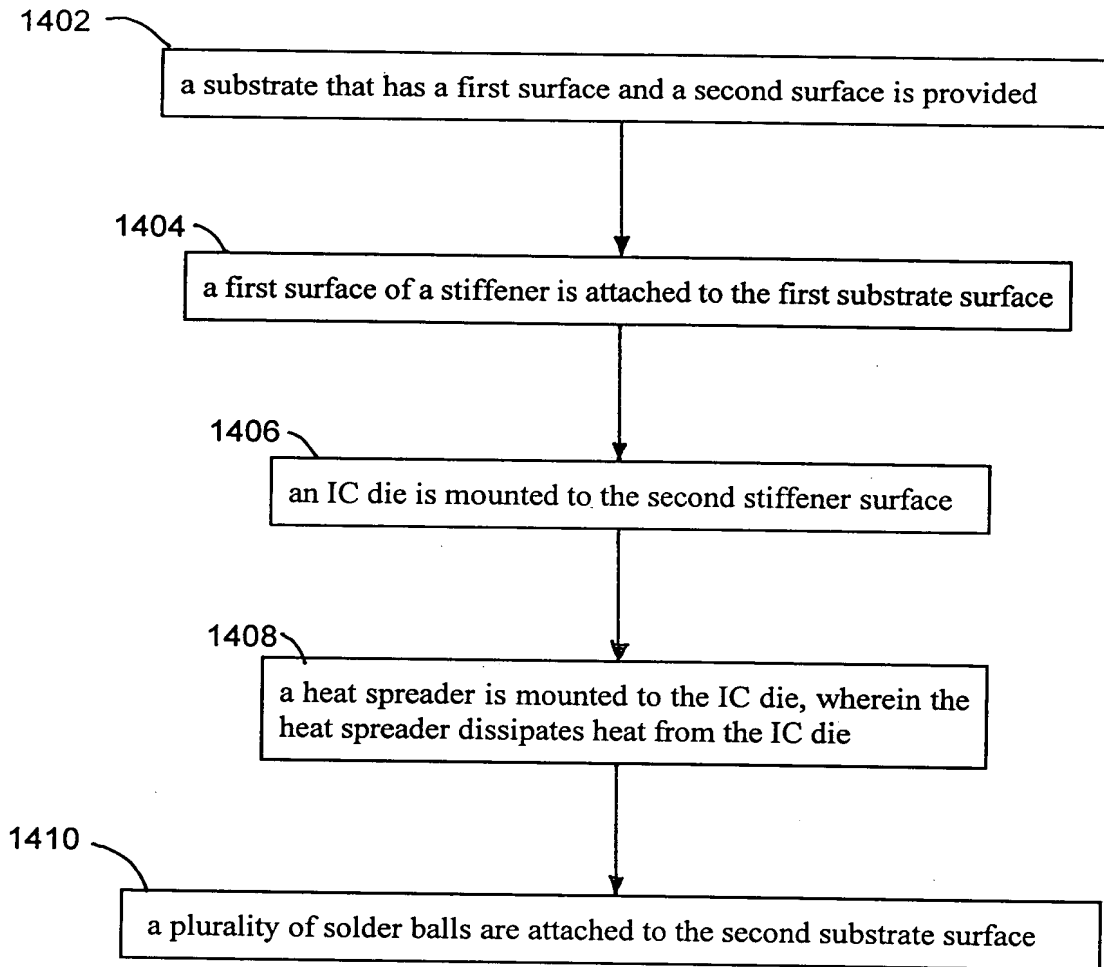 1402
a substrate that has a first surface and a second surface is provided
1404
a first surface of a stiffener is attached to the first substrate surface
1406
an IC die is mounted to the second stiffener surface
1408
a heat spreader is mounted to the IC die, wherein the
heat spreader dissipates heat from the IC die
1410
a plurality of solder balls are attached to the second substrate surface